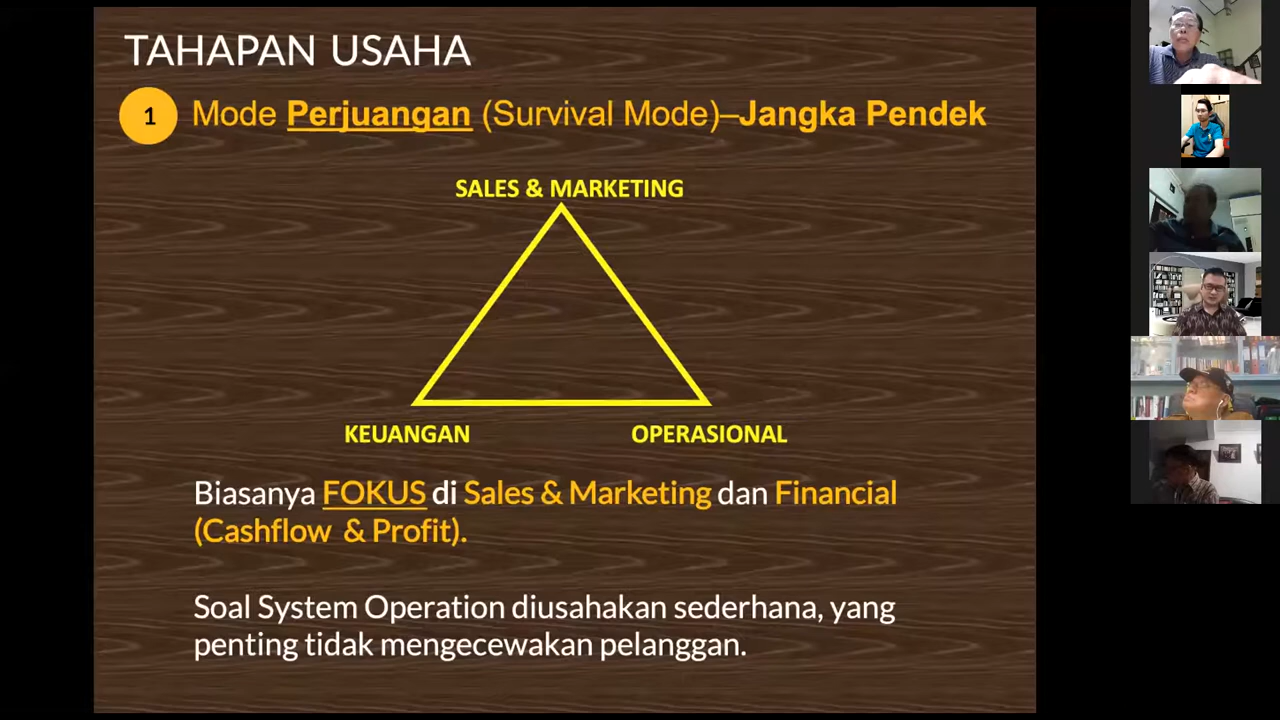 TAHAPAN USAHA
1 Mode Perjuangan (Survival Mode)–Jangka Pendek
SALES & MARKETING
KEUANGAN OPERASIONAL
Biasanya FOKUS di Sales & Marketing dan Financial
(Cashflow & Profit).
Soal System Operation diusahakan sederhana, yang
penting tidak mengecewakan pelanggan.